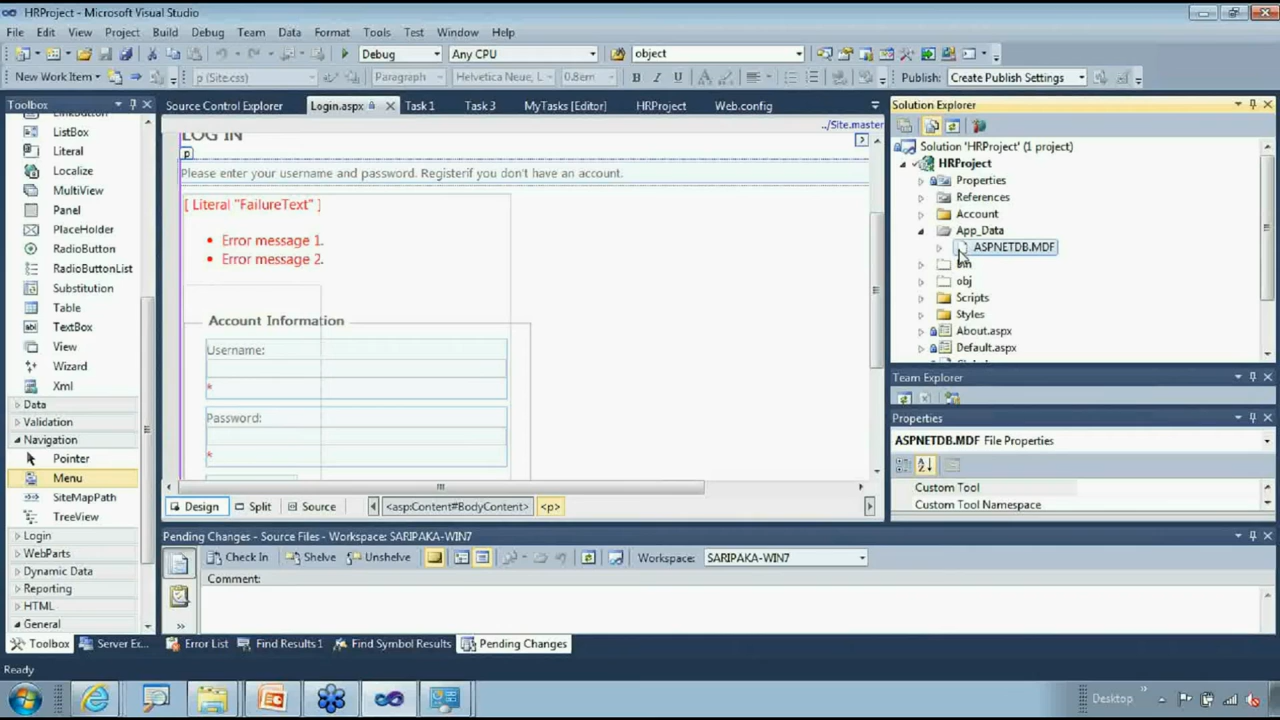 HRProject - Microsoft Visual Studio
File Edit View Project Build Debug Team Data Format Tools Test Window Help
Debug Any CPU object
New Work Item p (Site.css) Paragraph Helvetica Neue, L 0.8em B I U A Publish: Create Publish Settings
Toolbox
LinkButton
ListBox
Literal
Localize
MultiView
Panel
PlaceHolder
RadioButton
RadioButtonList
Substitution
Table
TextBox
View
Wizard
Xml
Data
Validation
Navigation
Pointer
Menu
SiteMapPath
TreeView
Login
WebParts
Dynamic Data
Reporting
HTML
General
Toolbox Server Ex...
Source Control Explorer Login.aspx Task 1 Task 3 MyTasks [Editor] HRProject Web.config
../Site.master
LOG IN
p
Please enter your username and password. Registerif you don't have an account.
[ Literal "FailureText" ]
• Error message 1.
• Error message 2.
Account Information
Username:
*
Password:
*
Design Split Source <asp:Content#BodyContent> <p>
Pending Changes - Source Files - Workspace: SARIPAKA-WIN7
Check In Shelve Unshelve Workspace: SARIPAKA-WIN7
Comment:
Error List Find Results 1 Find Symbol Results Pending Changes
Solution Explorer
Solution 'HRProject' (1 project)
HRProject
Properties
References
Account
App_Data
ASPNETDB.MDF
bin
obj
Scripts
Styles
About.aspx
Default.aspx
Team Explorer
Properties
ASPNETDB.MDF File Properties
Custom Tool
Custom Tool Namespace
Ready
Desktop